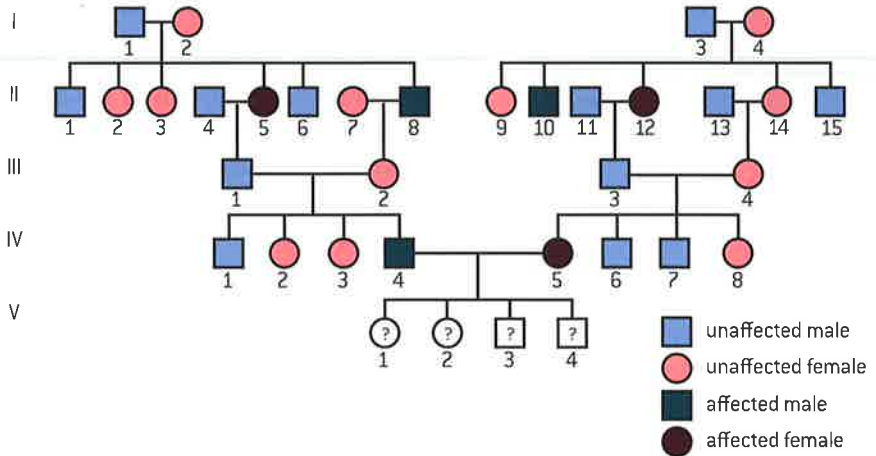 I
1 2 3 4
II
1 2 3 4 5 6 7 8 9 10 11 12 13 14 15
III
1 2 3 4
IV
1 2 3 4 5 6 7 8
V
? ? ? ?
1 2 3 4
unaffected male
unaffected female
affected male
affected female